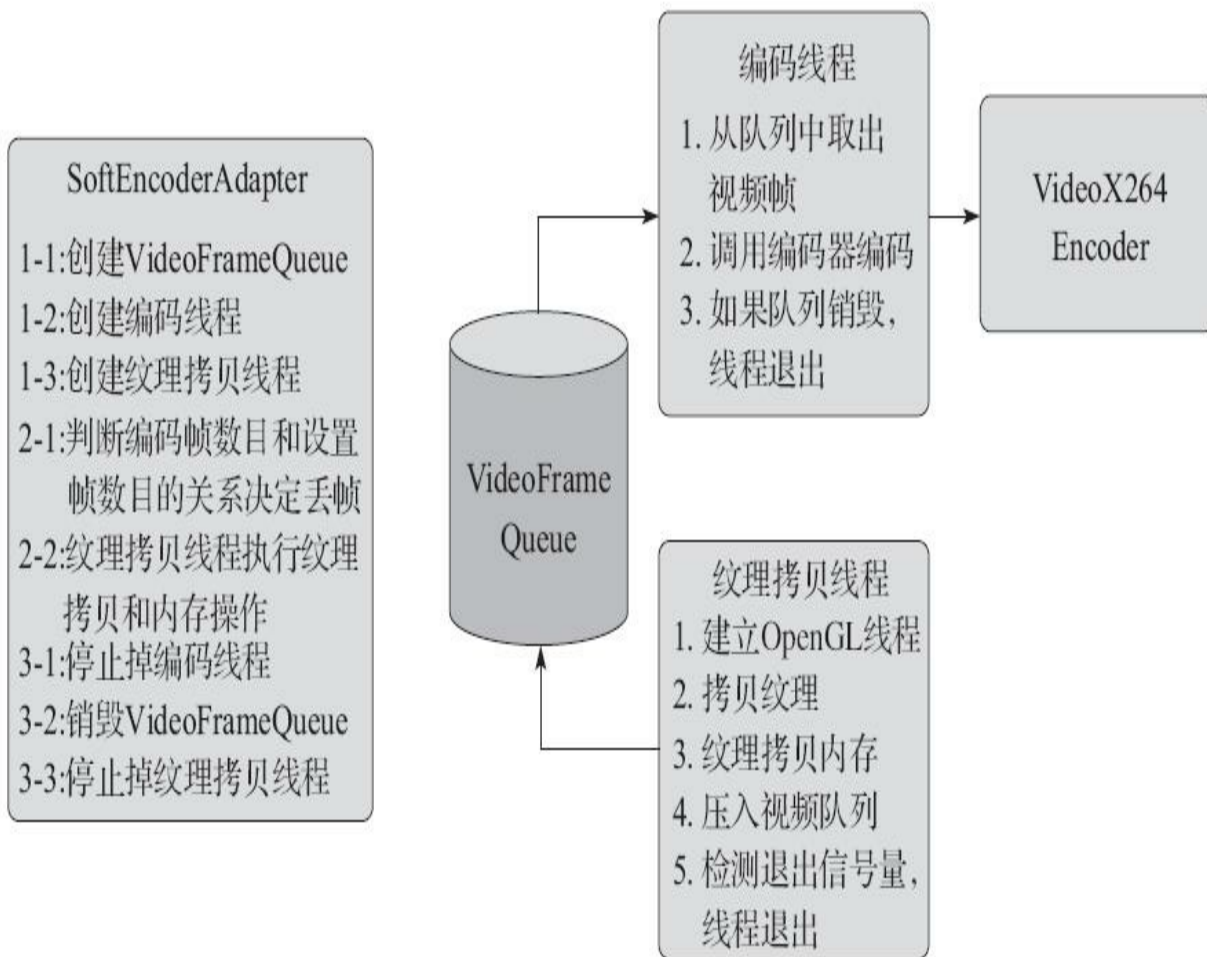 SoftEncoderAdapter
1-1:创建VideoFrameQueue
1-2:创建编码线程
1-3:创建纹理拷贝线程
2-1:判断编码帧数目和设置
帧数目的关系决定丢帧
2-2:纹理拷贝线程执行纹理
拷贝和内存操作
3-1:停止掉编码线程
3-2:销毁VideoFrameQueue
3-3:停止掉纹理拷贝线程
VideoFrame
Queue
编码线程
1. 从队列中取出
视频帧
2. 调用编码器编码
3. 如果队列销毁，
线程退出
VideoX264
Encoder
纹理拷贝线程
1. 建立OpenGL线程
2. 拷贝纹理
3. 纹理拷贝内存
4. 压入视频队列
5. 检测退出信号量，
线程退出